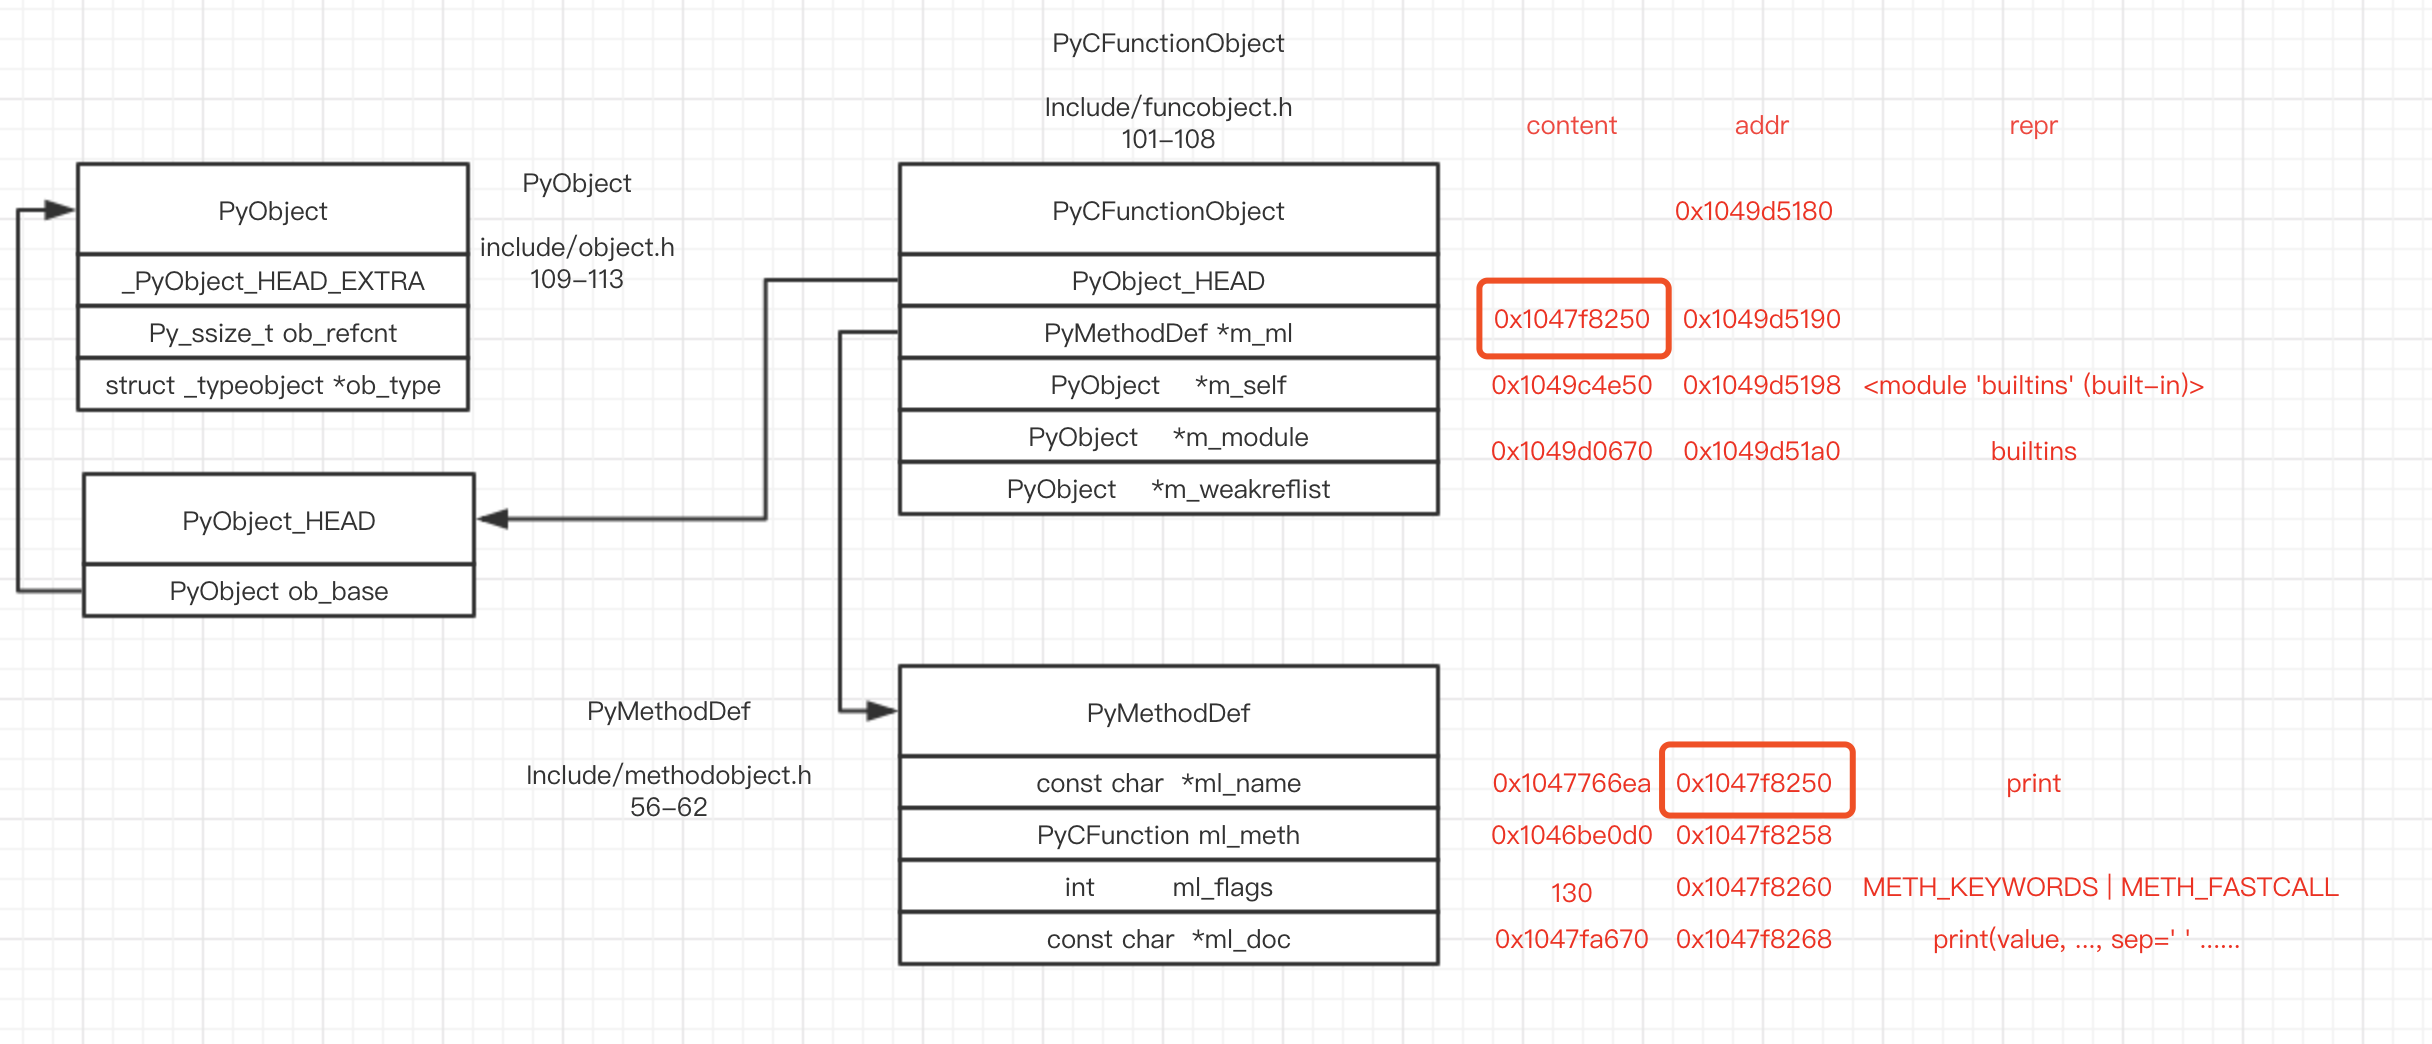 PyCFunctionObject
Include/funcobject.h
101-108
content addr repr
PyObject
PyObject
include/object.h
109-113
_PyObject_HEAD_EXTRA
Py_ssize_t ob_refcnt
struct _typeobject *ob_type
PyObject_HEAD
PyObject ob_base
PyCFunctionObject 0x1049d5180
PyObject_HEAD
PyMethodDef *m_ml 0x1047f8250 0x1049d5190
PyObject *m_self 0x1049c4e50 0x1049d5198 <module 'builtins' (built-in)>
PyObject *m_module 0x1049d0670 0x1049d51a0 builtins
PyObject *m_weakreflist
PyMethodDef
Include/methodobject.h
56-62
PyMethodDef
const char *ml_name 0x1047766ea 0x1047f8250 print
PyCFunction ml_meth 0x1046be0d0 0x1047f8258
int ml_flags 130 0x1047f8260 METH_KEYWORDS | METH_FASTCALL
const char *ml_doc 0x1047fa670 0x1047f8268 print(value, ..., sep=' ' ......